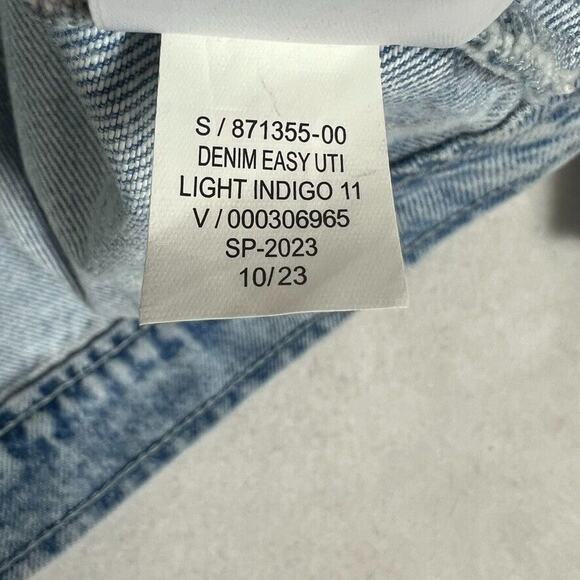 S / 871355-00
DENIM EASY UTI
LIGHT INDIGO 11
V / 000306965
SP-2023
10/23